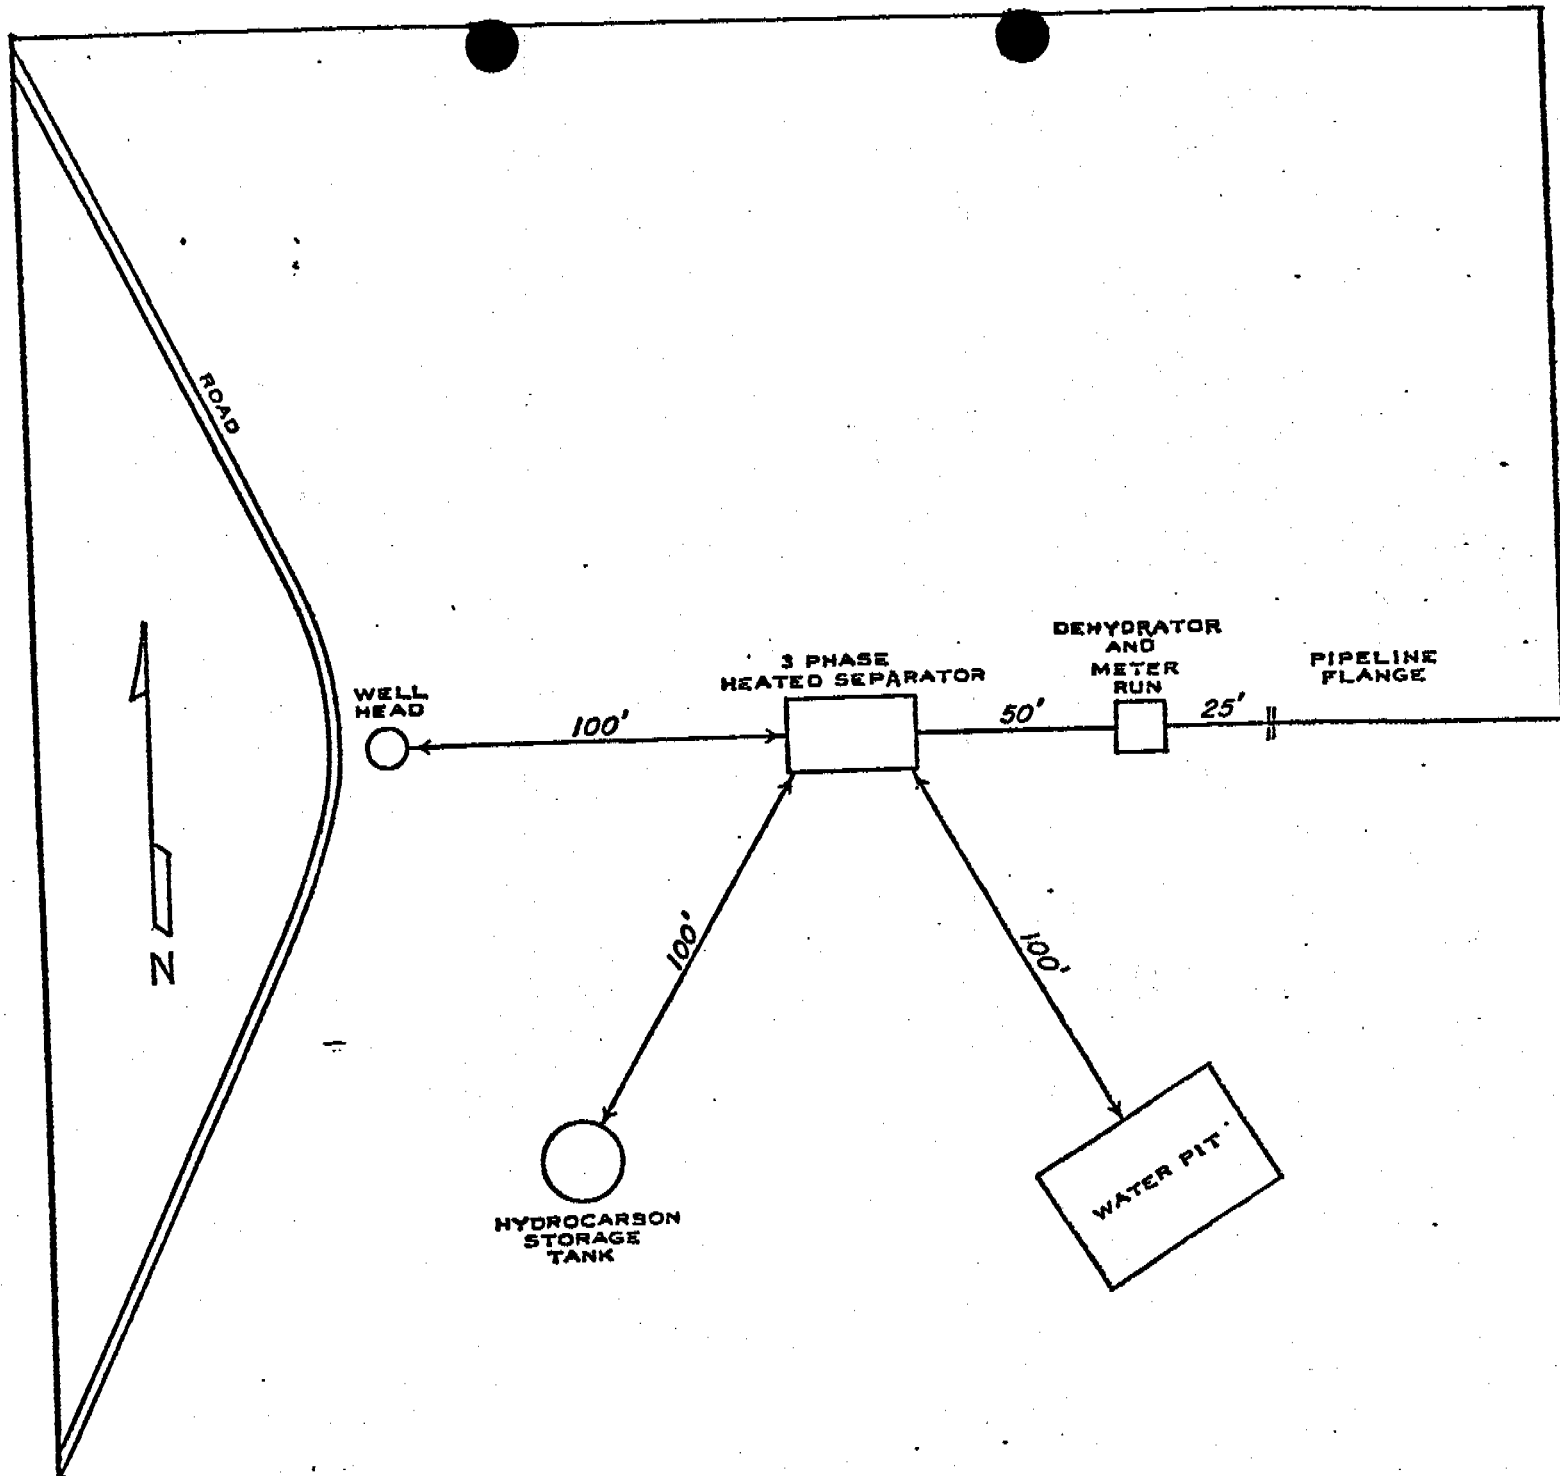 ROAD
DEHYDRATOR
AND
METER
RUN
PIPELINE
FLANGE
3 PHASE
HEATED SEPARATOR
WELL
HEAD
100'
50'
25'
100'
100'
N
WATER PIT
HYDROCARBON
STORAGE
TANK